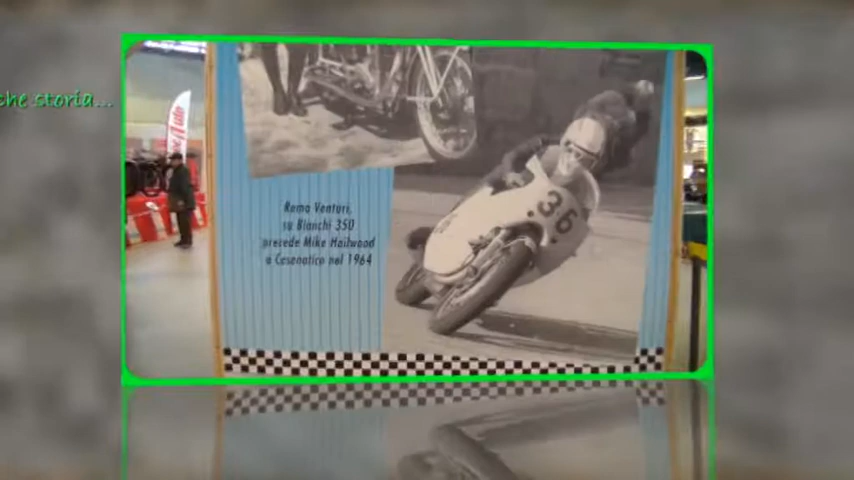 che storia...
Remo Venturi,
su Bianchi 350
precede Mike Hailwood
a Cesenatico nel 1964
36